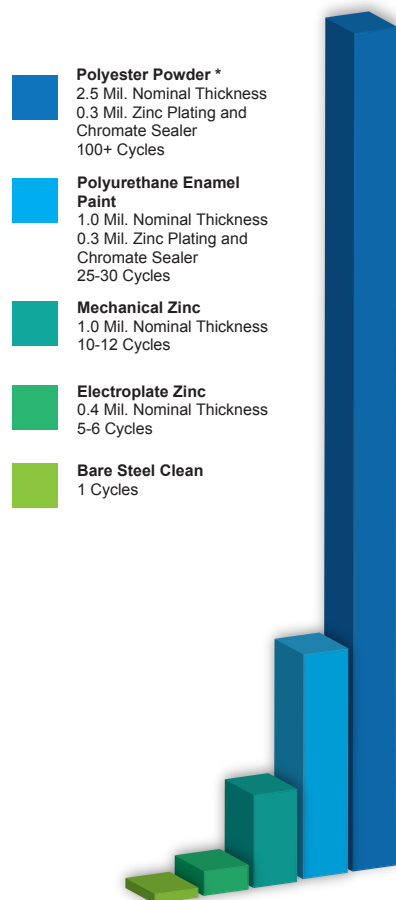 Polyester Powder *
2.5 Mil. Nominal Thickness
0.3 Mil. Zinc Plating and
Chromate Sealer
100+ Cycles
Polyurethane Enamel
Paint
1.0 Mil. Nominal Thickness
0.3 Mil. Zinc Plating and
Chromate Sealer
25-30 Cycles
Mechanical Zinc
1.0 Mil. Nominal Thickness
10-12 Cycles
Electroplate Zinc
0.4 Mil. Nominal Thickness
5-6 Cycles
Bare Steel Clean
1 Cycles